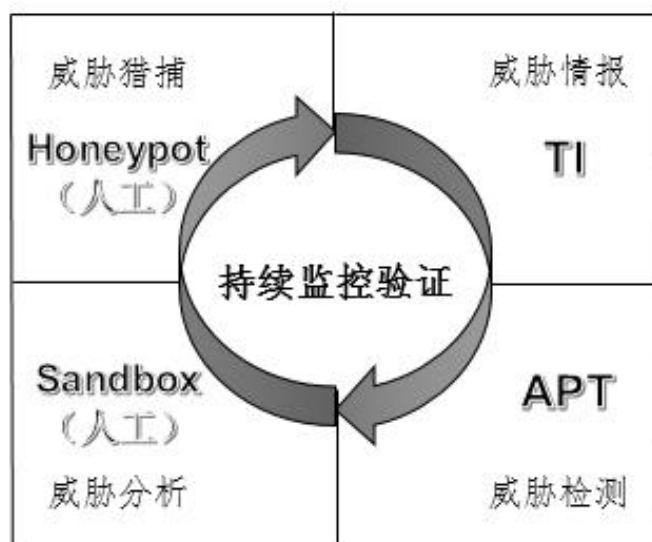 威胁猎捕
Honeypot
（人工）
威胁情报
TI
持续监控验证
Sandbox
（人工）
威胁分析
APT
威胁检测